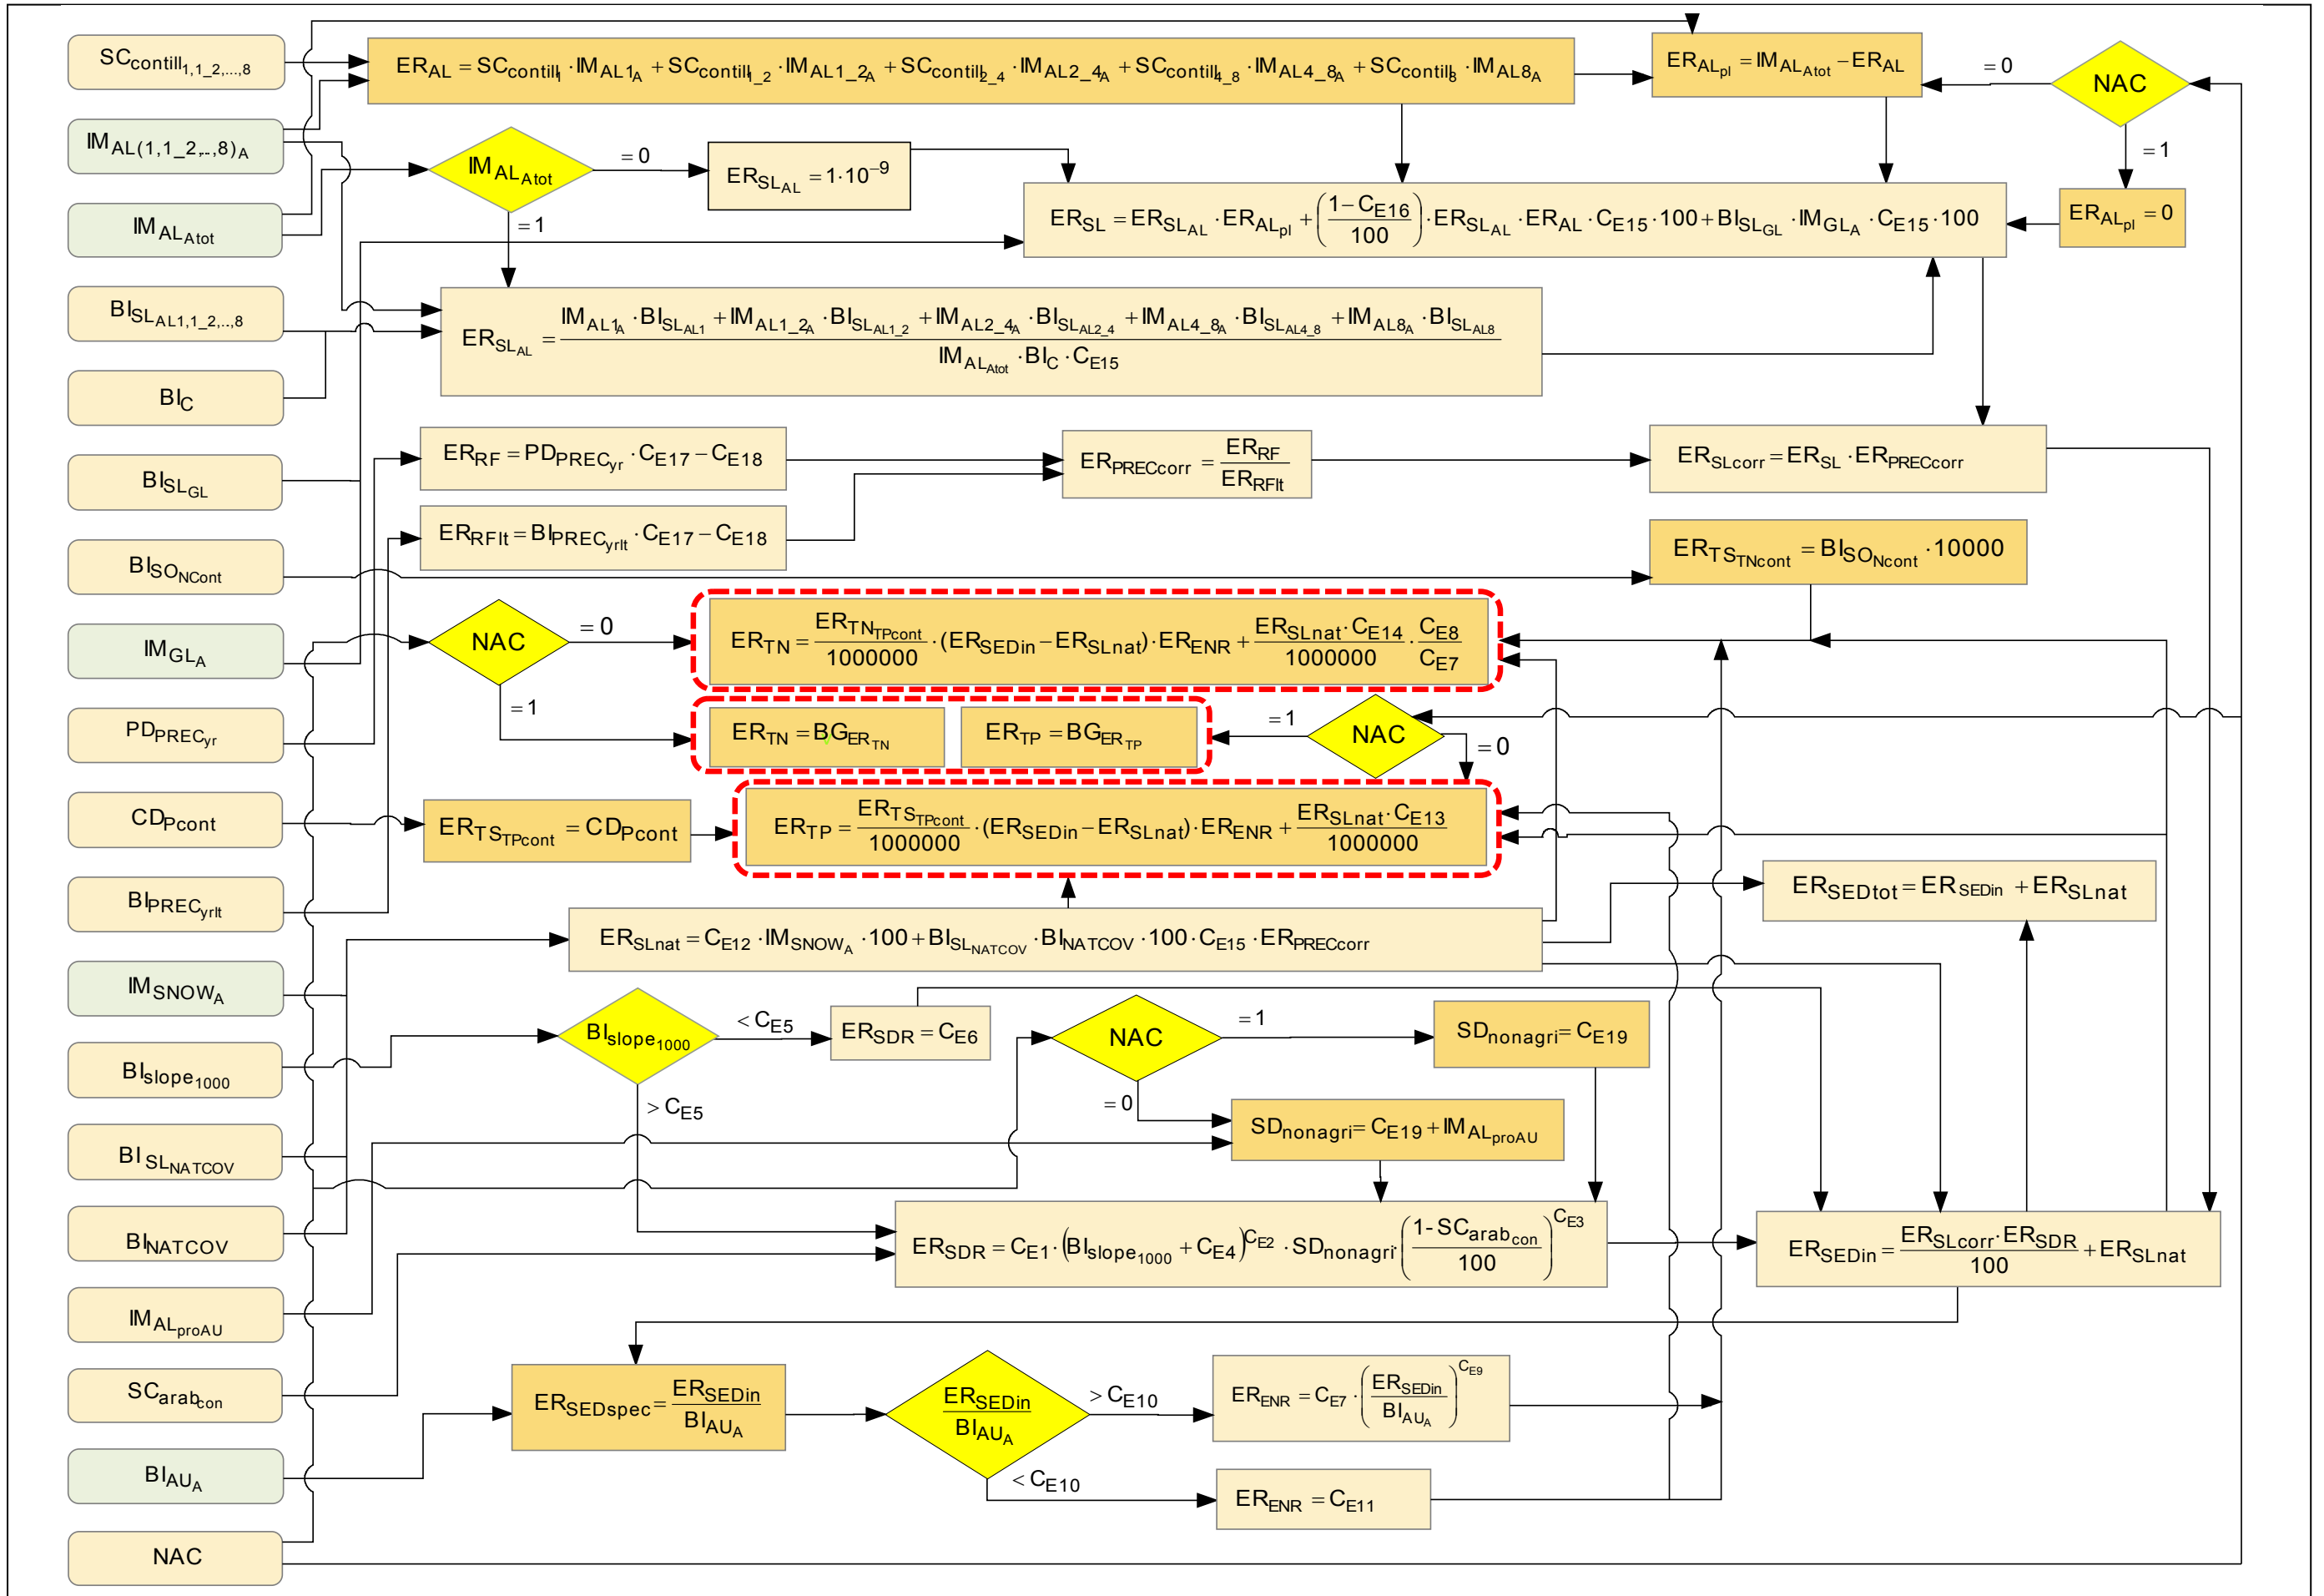 SCcontill1,1_2,...,8
IMAL(1,1_2,..,8)A
IMALAtot
BISLAL1,1_2,..,8
BIC
BISLGL
BISONCont
IMGLA
PDPRECyr
CDPcont
BIPRECyrlt
IMSNOWA
BIslope1000
BISLNATCOV
BINATCOV
IMALproAU
SCarabcon
BIAUA
NAC
ERAL = SCcontill1 · IMAL1A + SCcontill1_2 · IMAL1_2A + SCcontill2_4 · IMAL2_4A + SCcontill4_8 · IMAL4_8A + SCcontill8 · IMAL8A
ERALpl = IMALAtot − ERAL
= 0
NAC
= 1
ERALpl = 0
IMALAtot
= 0
ERSLAL = 1·10−9
= 1
ERSL = ERSLAL · ERALpl + (1 − CE16 / 100) · ERSLAL · ERAL · CE15 · 100 + BISLGL · IMGLA · CE15 · 100
ERSLAL = IMAL1A · BISLAL1 + IMAL1_2A · BISLAL1_2 + IMAL2_4A · BISLAL2_4 + IMAL4_8A · BISLAL4_8 + IMAL8A · BISLAL8
IMALAtot · BIC · CE15
ERRF = PDPRECyr · CE17 − CE18
ERPRECcorr = ERRF / ERRFlt
ERSLcorr = ERSL · ERPRECcorr
ERRFlt = BIPRECyrlt · CE17 − CE18
ERTSTNcont = BISONcont · 10000
NAC
= 0
= 1
ERTN = ERTNTPcont / 1000000 · (ERSEDin − ERSLnat) · ERENR + ERSLnat · CE14 / 1000000 · CE8 / CE7
ERTN = BGERTN
ERTP = BGERTP
= 1
NAC
= 0
ERTSTPcont = CDPcont
ERTP = ERTSTPcont / 1000000 · (ERSEDin − ERSLnat) · ERENR + ERSLnat · CE13 / 1000000
ERSEDtot = ERSEDin + ERSLnat
ERSLnat = CE12 · IMSNOWA · 100 + BISLNATCOV · BINATCOV · 100 · CE15 · ERPRECcorr
BIslope1000
< CE5
ERSDR = CE6
> CE5
NAC
= 1
SDnonagri = CE19
= 0
SDnonagri = CE19 + IMALproAU
ERSDR = CE1 · (BIslope1000 + CE4)CE2 · SDnonagri · (1 - SCarabcon / 100)CE3
ERSEDin = ERSLcorr · ERSDR / 100 + ERSLnat
ERSEDspec = ERSEDin / BIAUA
ERSEDin / BIAUA
> CE10
ERENR = CE7 · (ERSEDin / BIAUA)CE9
< CE10
ERENR = CE11